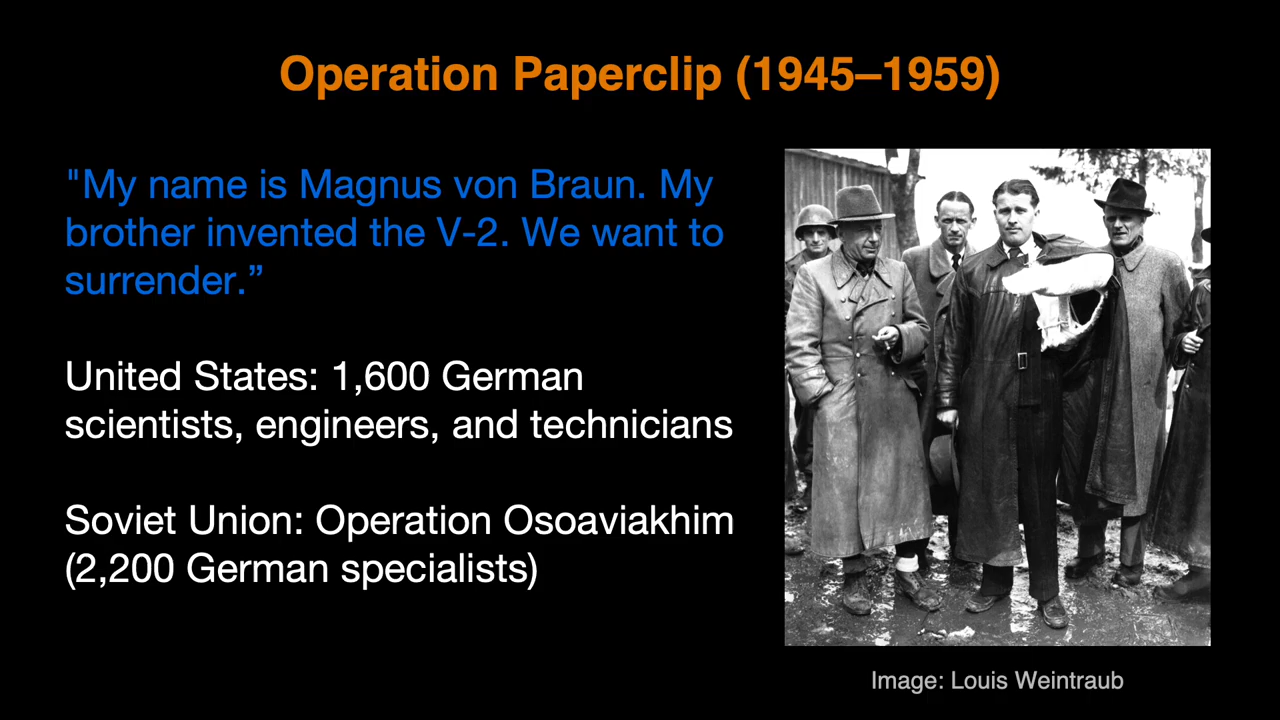 Operation Paperclip (1945–1959)
"My name is Magnus von Braun. My
brother invented the V-2. We want to
surrender.”
United States: 1,600 German
scientists, engineers, and technicians
Soviet Union: Operation Osoaviakhim
(2,200 German specialists)
Image: Louis Weintraub